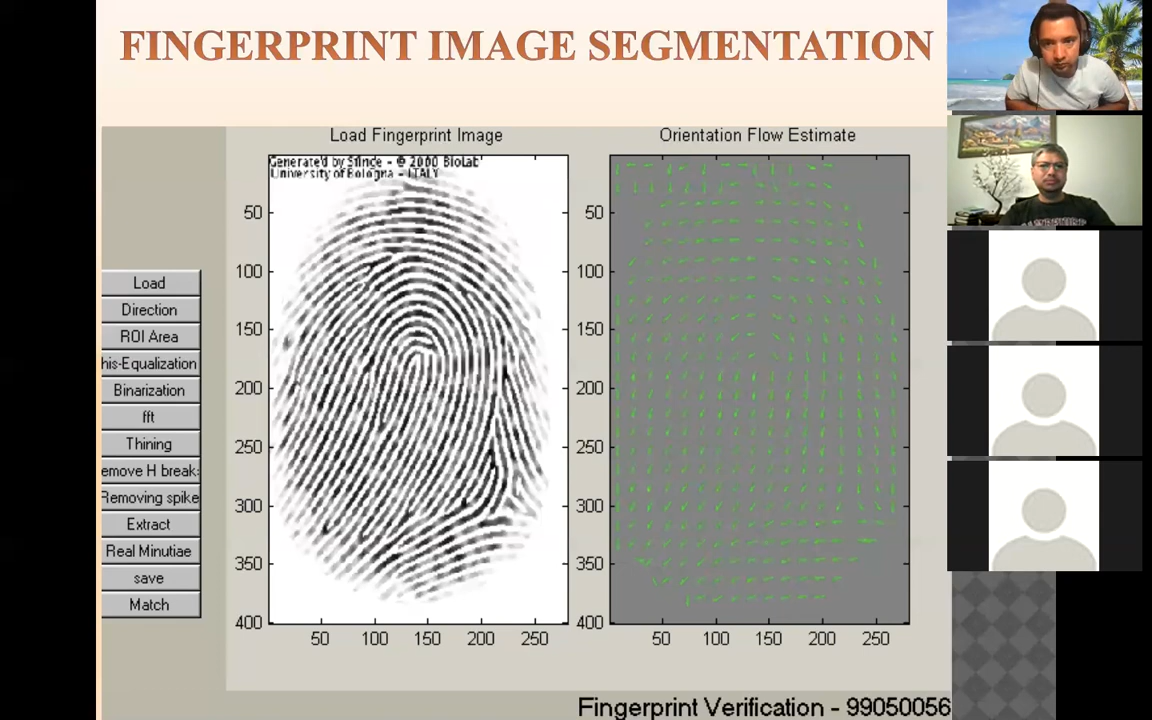 FINGERPRINT IMAGE SEGMENTATION
Load Fingerprint Image
Orientation Flow Estimate
Generated by Sfinde - © 2000 BioLab
University of Bologna - ITALY
50
100
150
200
250
300
350
400
50 100 150 200 250
50
100
150
200
250
300
350
400
50 100 150 200 250
Load
Direction
ROI Area
his-Equalization
Binarization
fft
Thining
emove H break
Removing spike
Extract
Real Minutiae
save
Match
Fingerprint Verification - 99050056